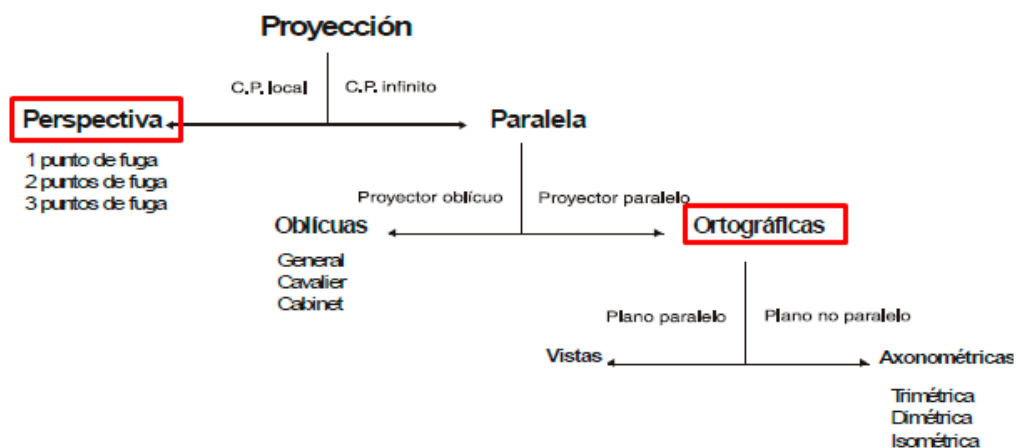 Proyección
C.P. local
C.P. infinito
Perspectiva
Paralela
1 punto de fuga
2 puntos de fuga
3 puntos de fuga
Proyector oblícuo
Proyector paralelo
Oblícuas
Ortográficas
General
Cavalier
Cabinet
Plano paralelo
Plano no paralelo
Vistas
Axonométricas
Trimétrica
Dimétrica
Isométrica